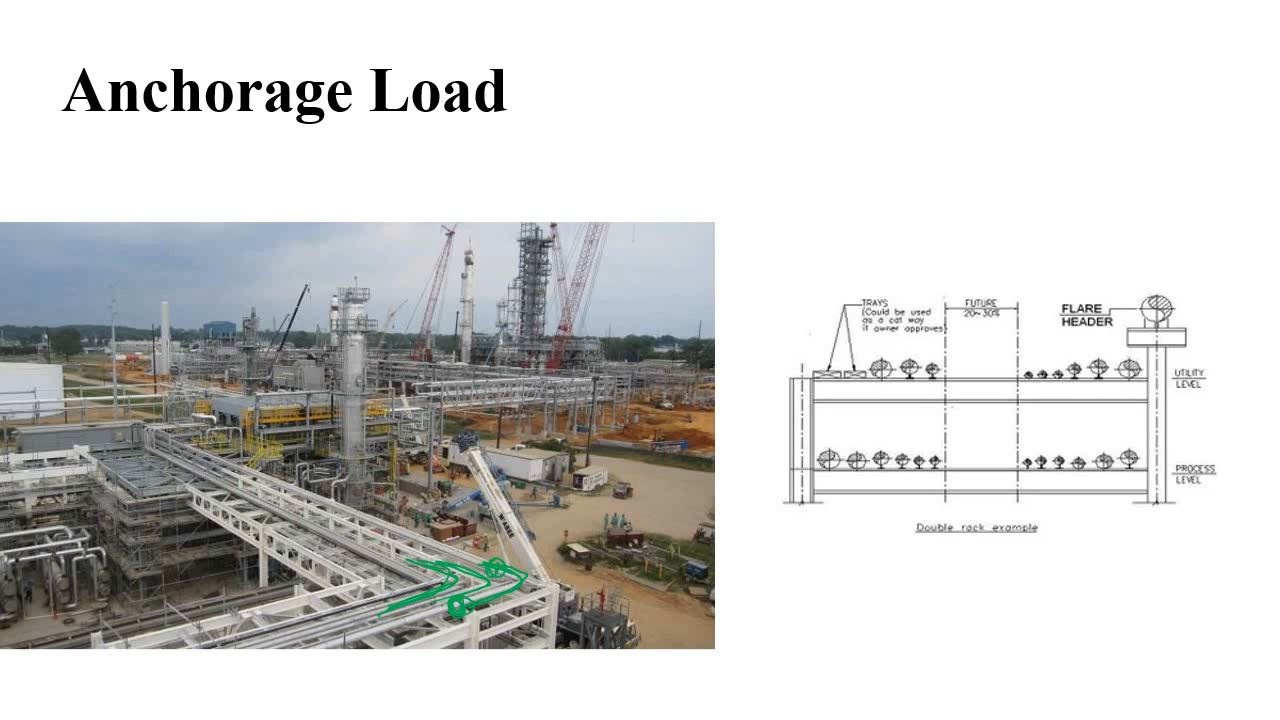 Anchorage Load
TRAYS
(Could be used
as a cat way
if owner approves)
FUTURE
20~30%
FLARE
HEADER
UTILITY
LEVEL
PROCESS
LEVEL
Double rack example